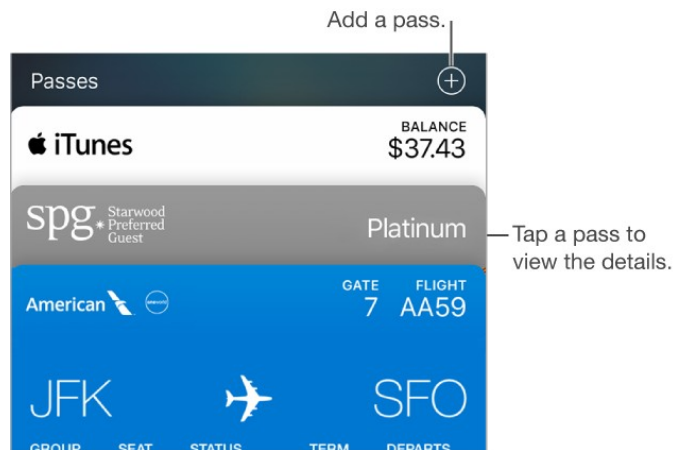 Add a pass.
Passes
iTunes
BALANCE
$37.43
spg
Starwood
Preferred
Guest
Platinum
Tap a pass to
view the details.
American
GATE FLIGHT
7 AA59
JFK SFO
GROUP SEAT STATUS TERM DEPARTS